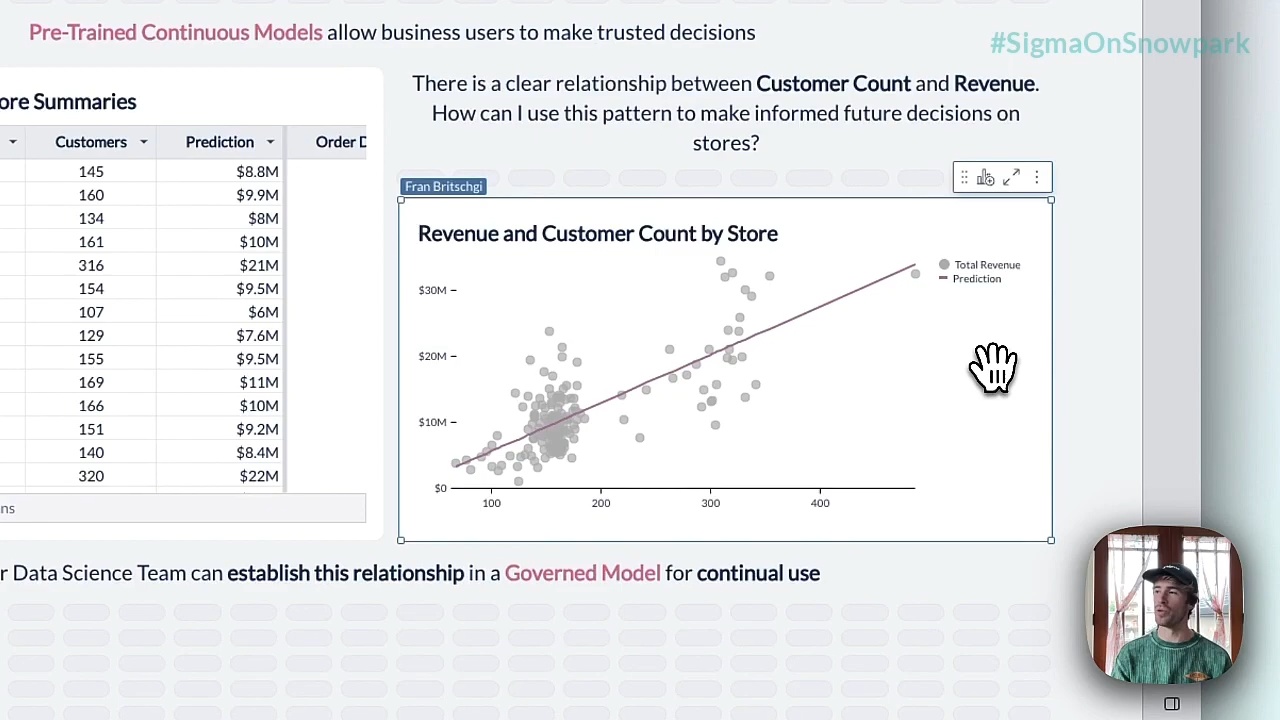 Pre-Trained Continuous Models allow business users to make trusted decisions
#SigmaOnSnowpark
ore Summaries
Customers Prediction Order D
145 $8.8M
160 $9.9M
134 $8M
161 $10M
316 $21M
154 $9.5M
107 $6M
129 $7.6M
155 $9.5M
169 $11M
166 $10M
151 $9.2M
140 $8.4M
320 $22M
ns
There is a clear relationship between Customer Count and Revenue.
How can I use this pattern to make informed future decisions on
stores?
Fran Britschgi
Revenue and Customer Count by Store
Total Revenue
Prediction
$30M
$20M
$10M
$0
100 200 300 400
r Data Science Team can establish this relationship in a Governed Model for continual use